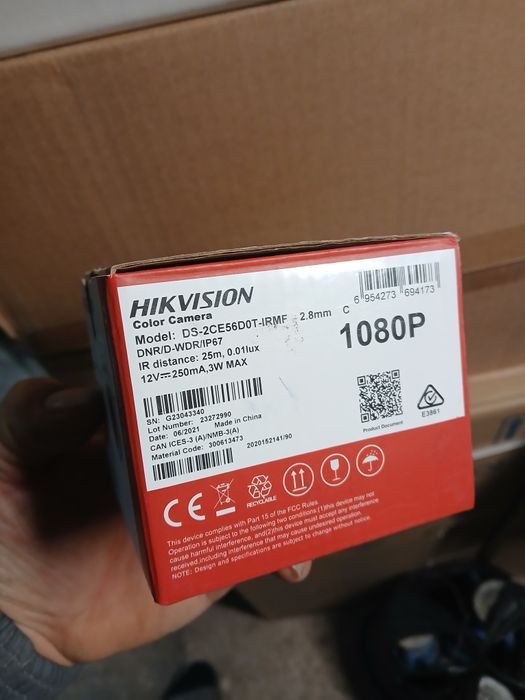 HIKVISION
Color Camera
Model: DS-2CE56D0T-IRMF 2.8mm C
DNR/D-WDR/IP67
IR distance: 25m, 0.01lux
12V⎓250mA,3W MAX
6 954273 694173
1080P
SN: G23043340
Lot Number: 23272990
Date: 06/2021 Made in China
CAN ICES-3 (A)/NMB-3(A)
Material Code: 300613473
2020152141/90
Product Document
E3861
CE
RECYCLABLE
This device complies with Part 15 of the FCC Rules.
Operation is subject to the following two conditions:(1)this device may not
cause harmful interference, and(2)this device must accept any interference
received,including interference that may cause undesired operation.
NOTE: Design and specifications are subject to change without notice.